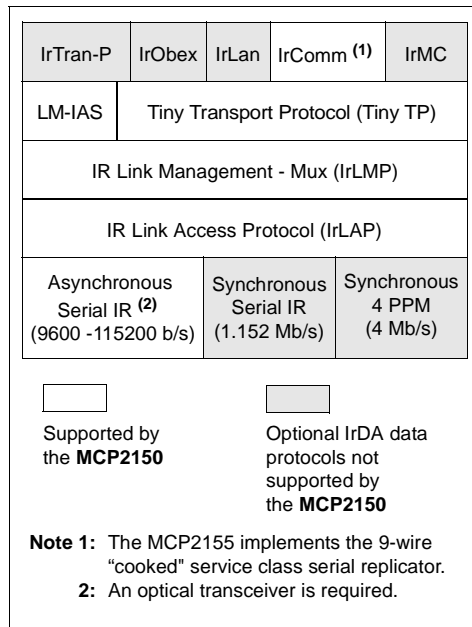 IrTran-P IrObex IrLan IrComm (1) IrMC
LM-IAS Tiny Transport Protocol (Tiny TP)
IR Link Management - Mux (IrLMP)
IR Link Access Protocol (IrLAP)
Asynchronous
Serial IR (2)
(9600 -115200 b/s)
Synchronous
Serial IR
(1.152 Mb/s)
Synchronous
4 PPM
(4 Mb/s)
Supported by
the MCP2150
Optional IrDA data
protocols not
supported by
the MCP2150
Note 1: The MCP2155 implements the 9-wire
“cooked" service class serial replicator.
2: An optical transceiver is required.